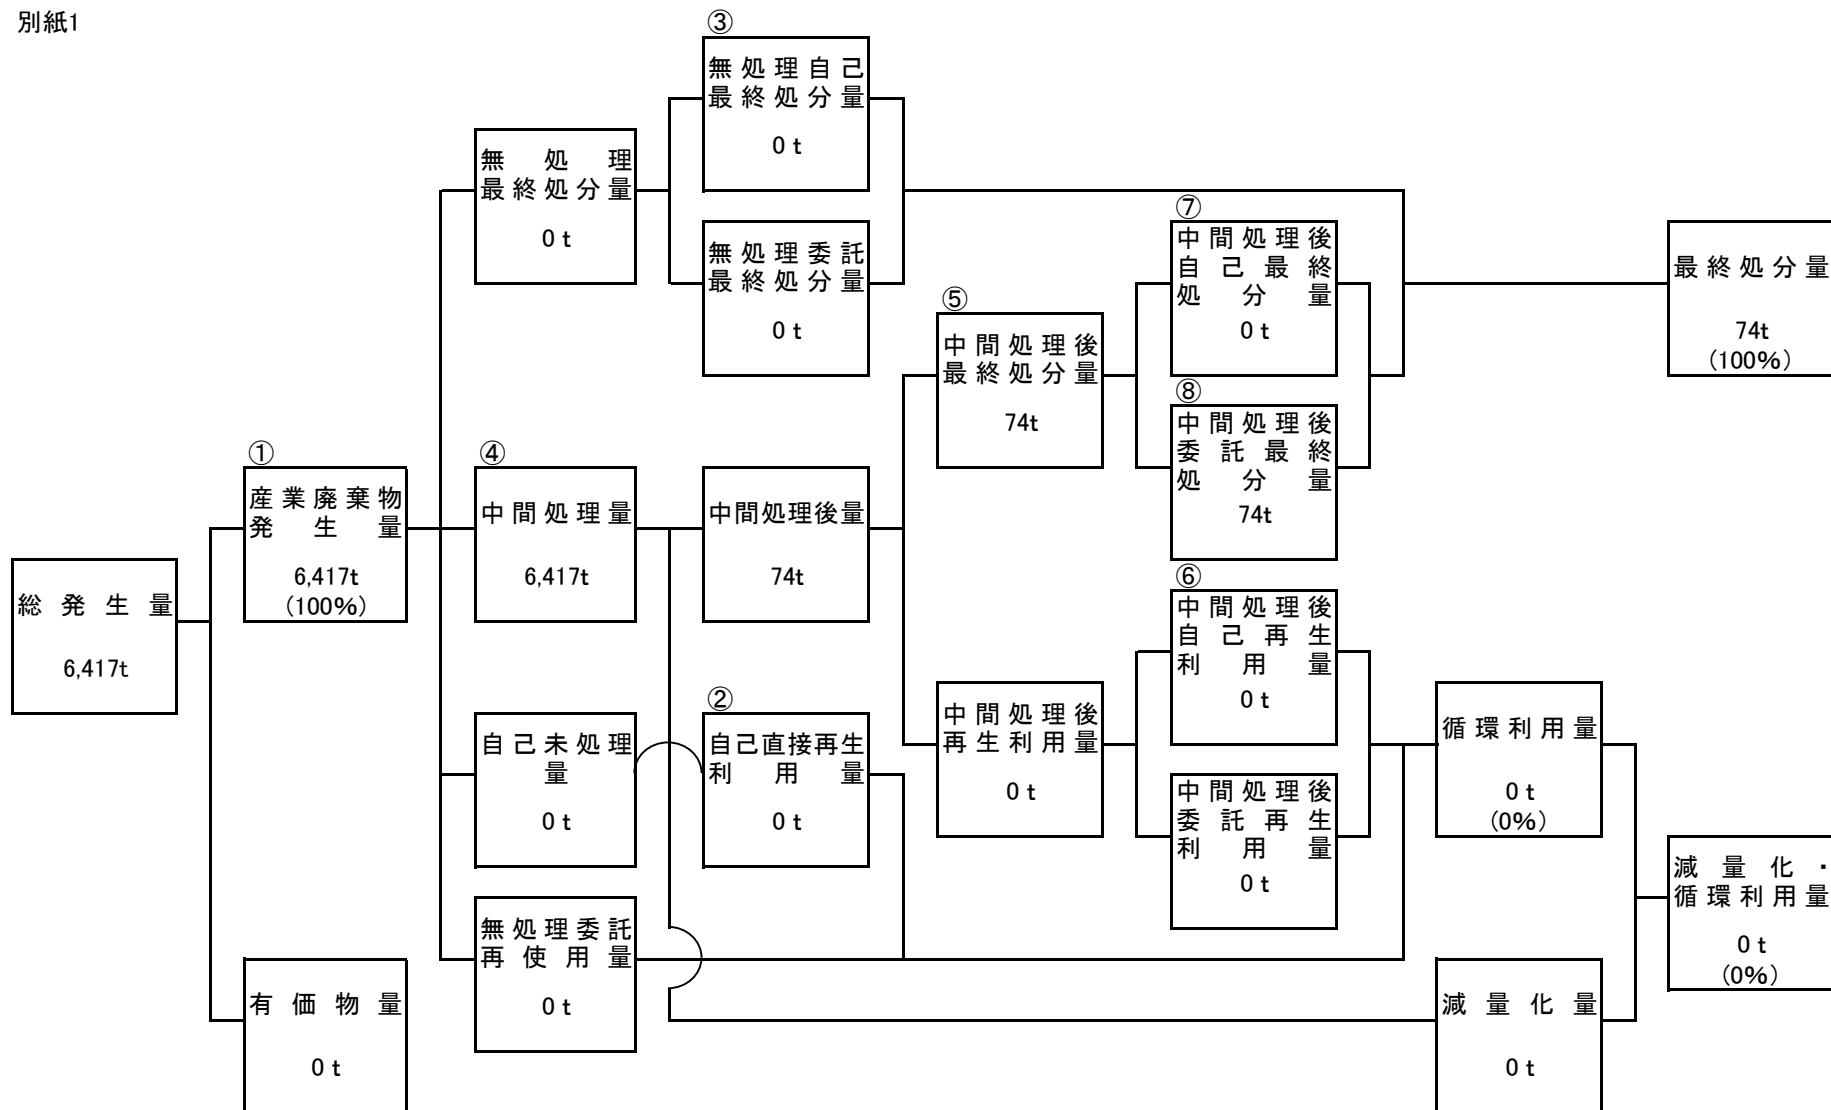 別紙1
③
無処理自己
最終処分量
0 t
無処理
最終処分量
0 t
無処理委託
最終処分量
0 t
⑦
中間処理後
自己最終
処分量
0 t
最終処分量
74t
(100%)
⑤
中間処理後
最終処分量
74t
⑧
中間処理後
委託最終
処分量
74t
①
産業廃棄物
発生量
6,417t
(100%)
④
中間処理量
6,417t
中間処理後量
74t
総発生量
6,417t
⑥
中間処理後
自己再生
利用量
0 t
自己未処理
量
0 t
②
自己直接再生
利用量
0 t
中間処理後
再生利用量
0 t
循環利用量
0 t
(0%)
中間処理後
委託再生
利用量
0 t
減量化・
循環利用量
0 t
(0%)
無処理委託
再使用量
0 t
有価物量
0 t
減量化量
0 t